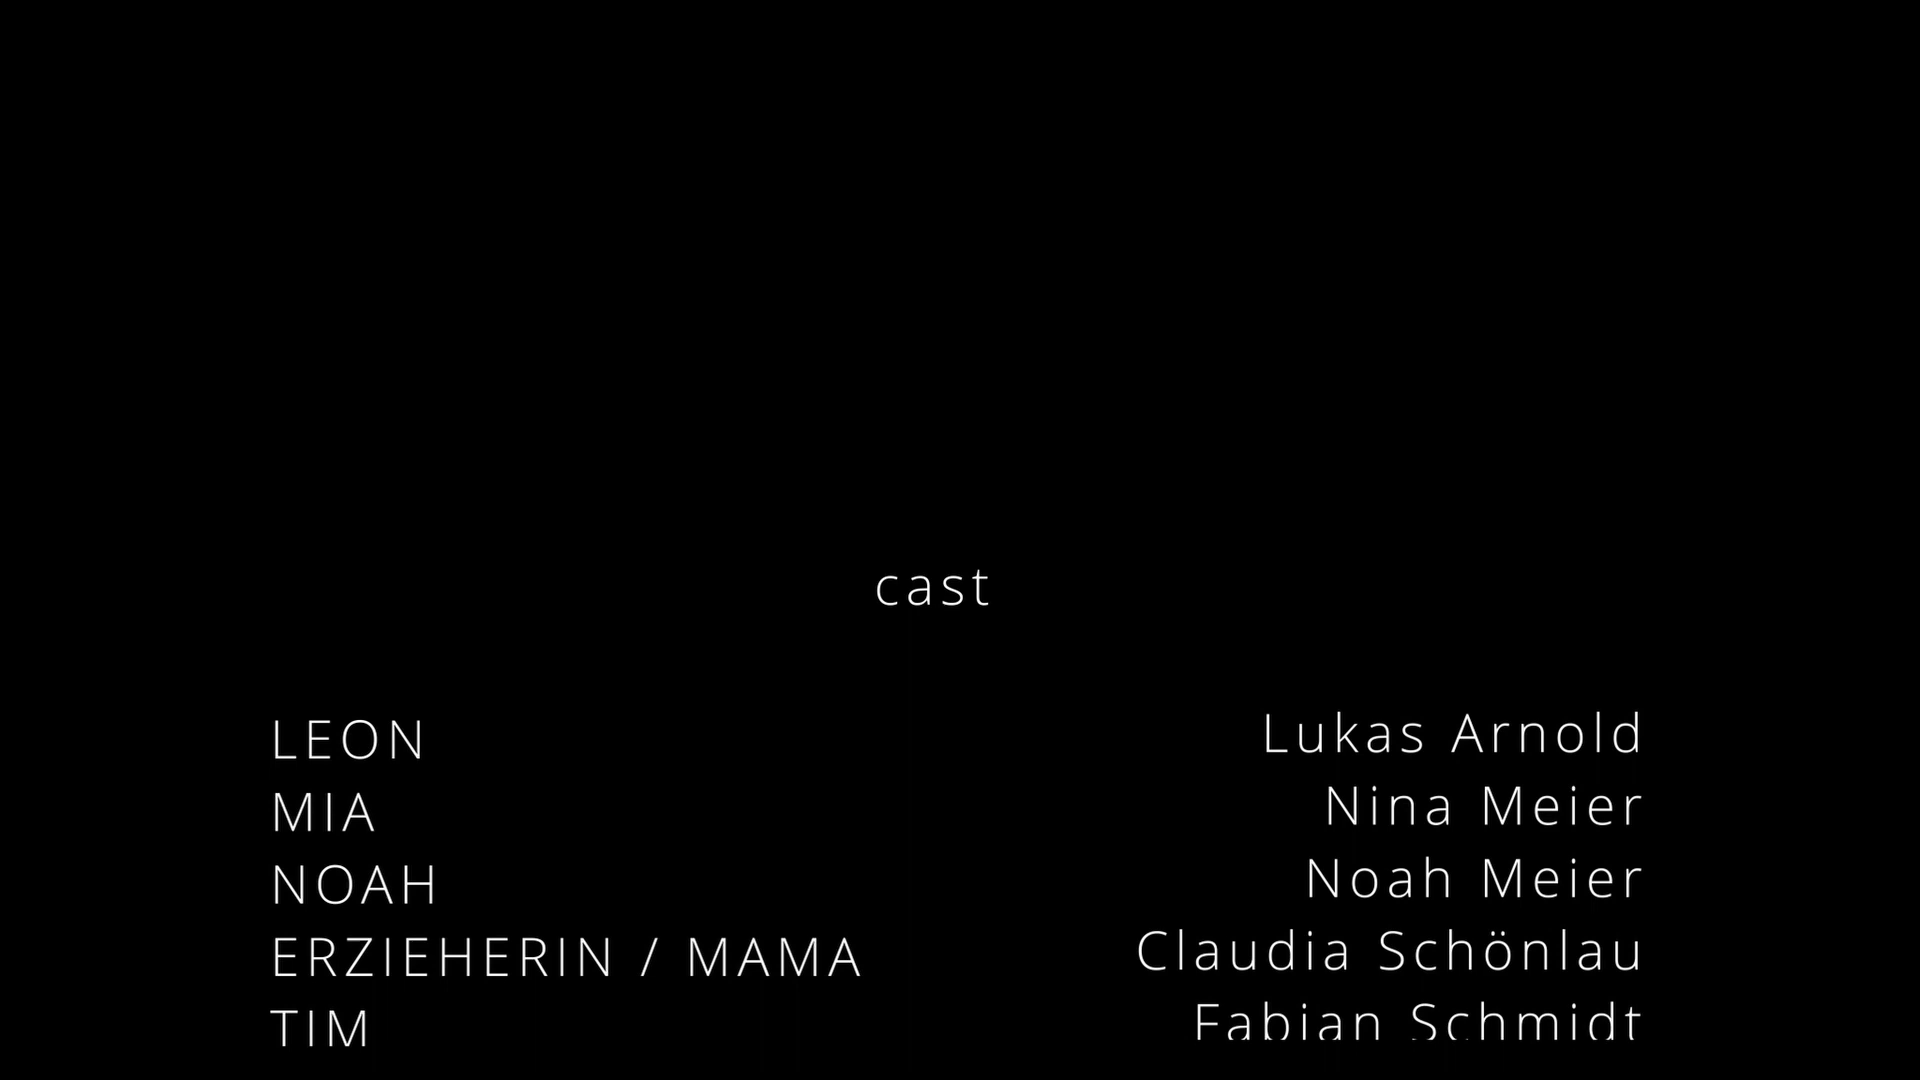 cast
LEON Lukas Arnold
MIA Nina Meier
NOAH Noah Meier
ERZIEHERIN / MAMA Claudia Schönlau
TIM Fabian Schmidt